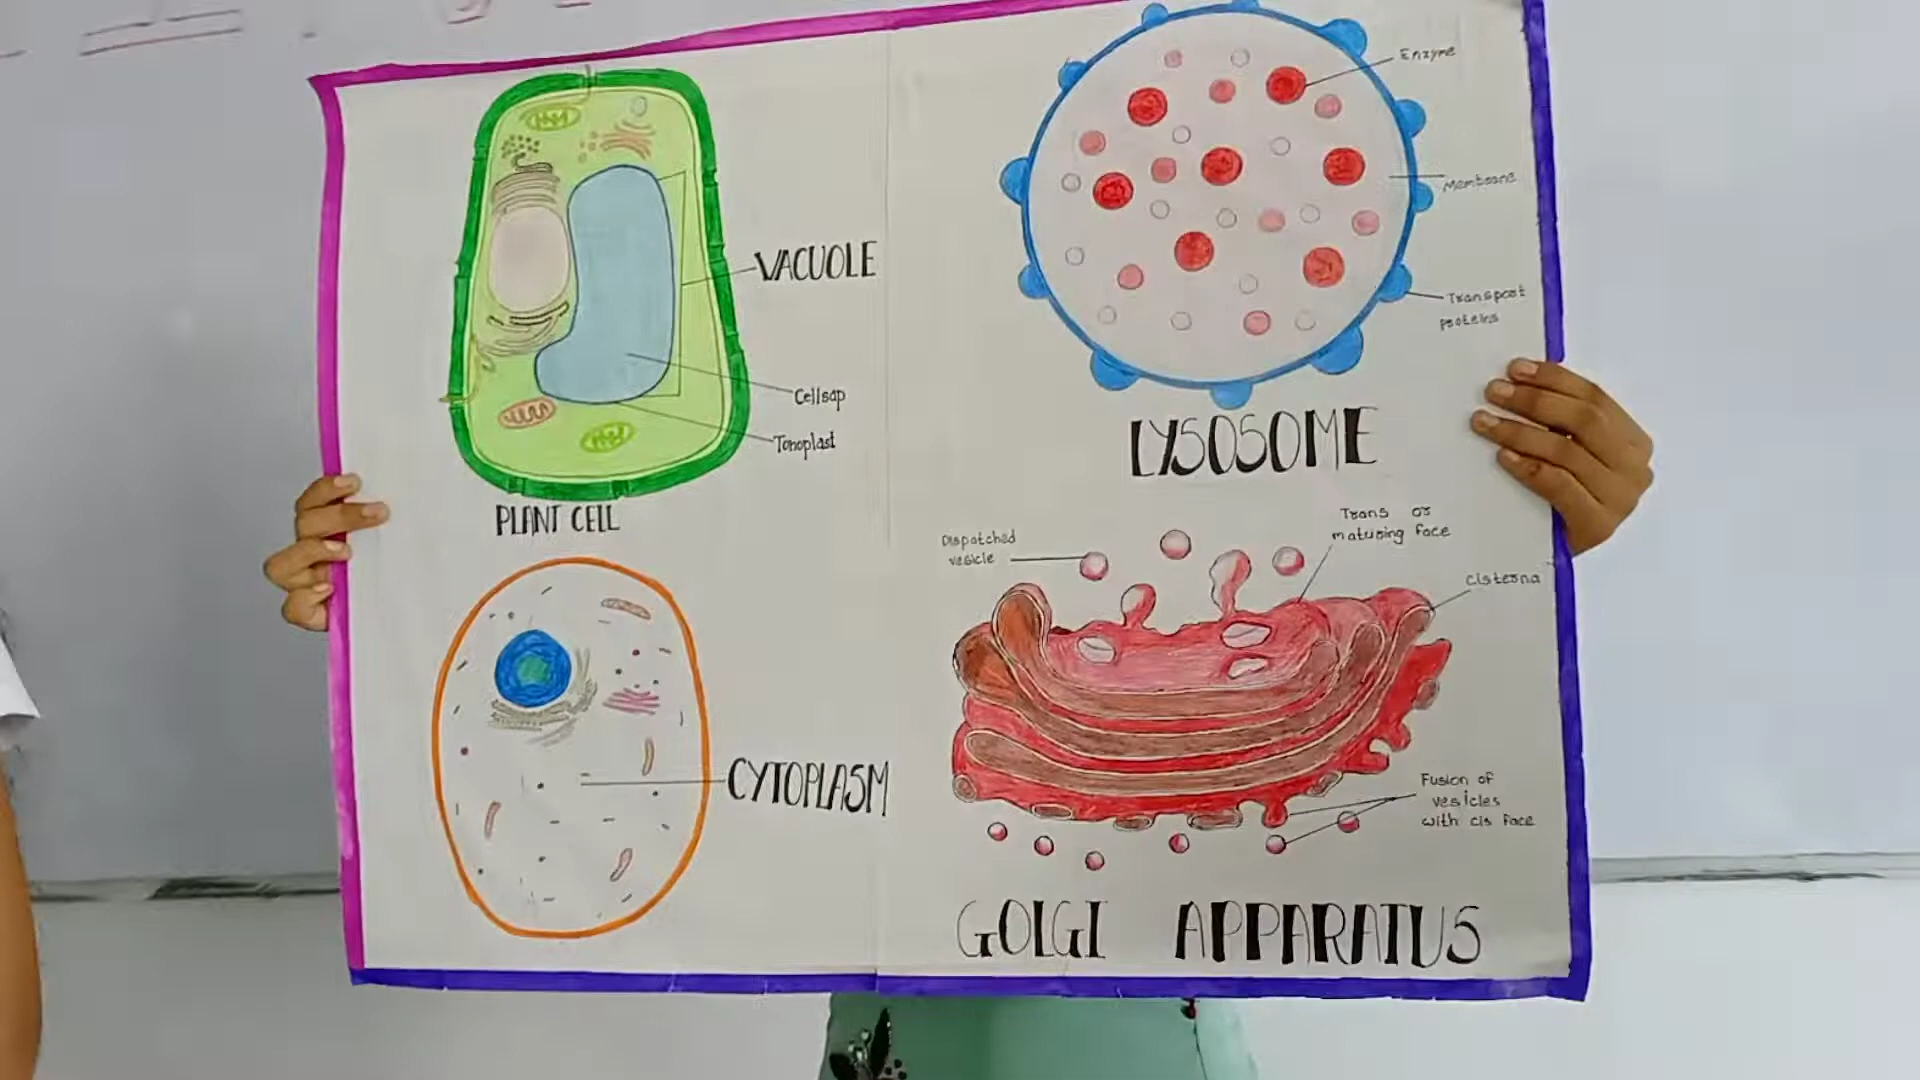 VACUOLE
Cellsap
Tonoplast
PLANT CELL
CYTOPLASM
Enzyme
Membrane
Transport
proteins
LYSOSOME
Dispatched
vesicle
Trans or
maturing face
Cisterna
Fusion of
vesicles
with cis face
GOLGI APPARATUS